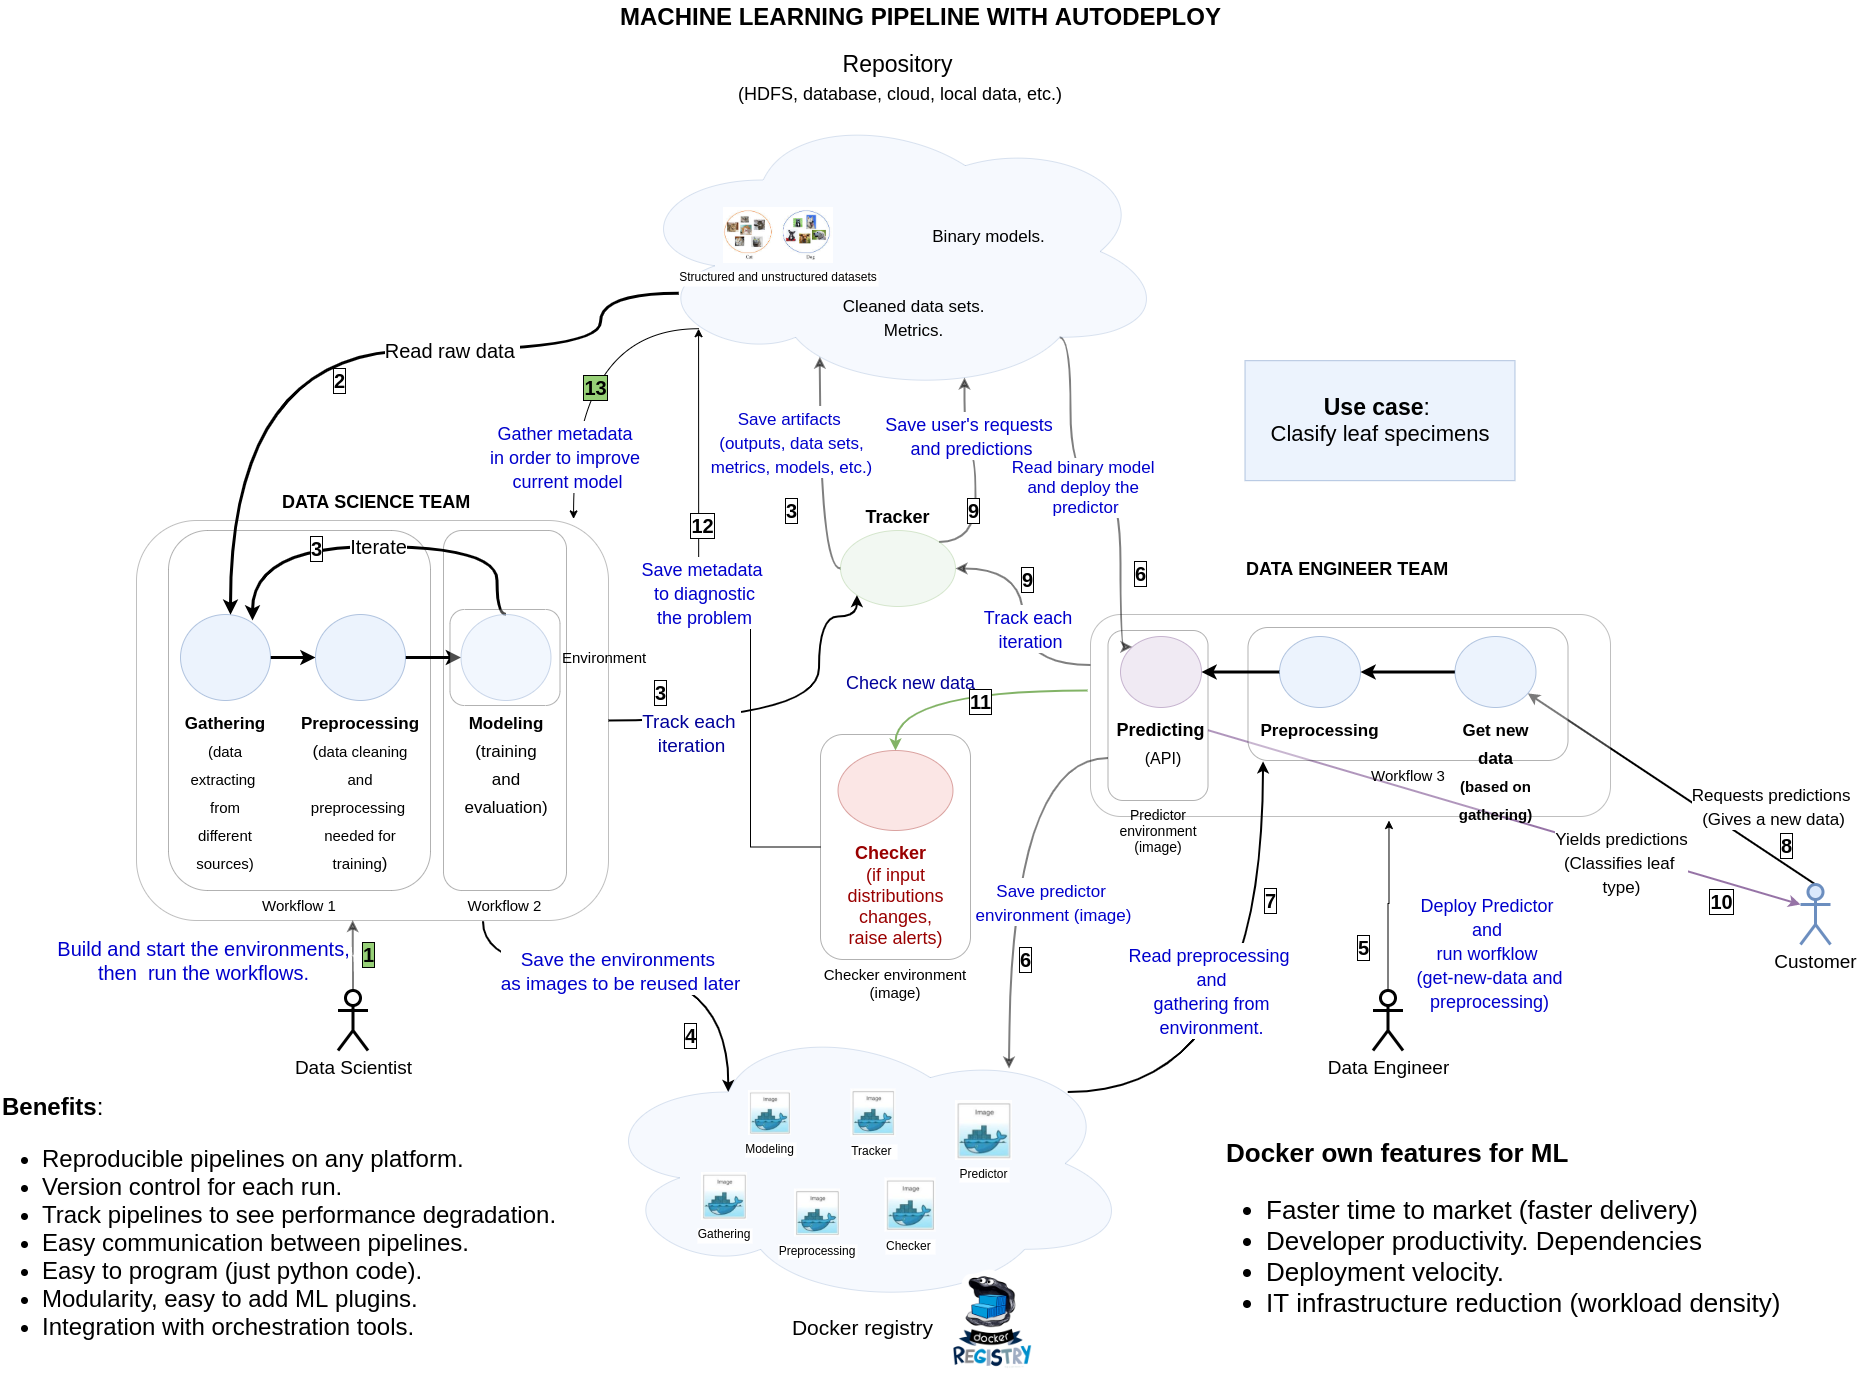 MACHINE LEARNING PIPELINE WITH AUTODEPLOY
Repository
(HDFS, database, cloud, local data, etc.)
Binary models.
Structured and unstructured datasets
Cleaned data sets.
Metrics.
Read raw data
2
13
Gather metadata
in order to improve
current model
12
Save metadata
to diagnostic
the problem
Save artifacts
(outputs, data sets,
metrics, models, etc.)
3
Save user's requests
and predictions
9
Read binary model
and deploy the
predictor
6
Use case:
Clasify leaf specimens
DATA SCIENCE TEAM
3
Iterate
Gathering
(data
extracting
from
different
sources)
Preprocessing
(data cleaning
and
preprocessing
needed for
training)
Modeling
(training
and
evaluation)
Environment
Workflow 1
Workflow 2
3
Track each
iteration
Tracker
9
Track each
iteration
Check new data
11
Checker
(if input
distributions
changes,
raise alerts)
Checker environment
(image)
DATA ENGINEER TEAM
Predicting
(API)
Predictor
environment
(image)
Preprocessing
Get new
data
(based on
gathering)
Workflow 3
Requests predictions
(Gives a new data)
8
Yields predictions
(Classifies leaf
type)
10
Customer
Build and start the environments,
then  run the workflows.
1
Data Scientist
Save the environments
as images to be reused later
4
Save predictor
environment (image)
6
7
Read preprocessing
and
gathering from
environment.
5
Deploy Predictor
and
run worfklow
(get-new-data and
preprocessing)
Data Engineer
Image
Modeling
Image
Tracker
Image
Predictor
Image
Gathering
Image
Preprocessing
Image
Checker
Docker registry
docker
REGISTRY
Benefits:
• Reproducible pipelines on any platform.
• Version control for each run.
• Track pipelines to see performance degradation.
• Easy communication between pipelines.
• Easy to program (just python code).
• Modularity, easy to add ML plugins.
• Integration with orchestration tools.
Docker own features for ML
• Faster time to market (faster delivery)
• Developer productivity. Dependencies
• Deployment velocity.
• IT infrastructure reduction (workload density)